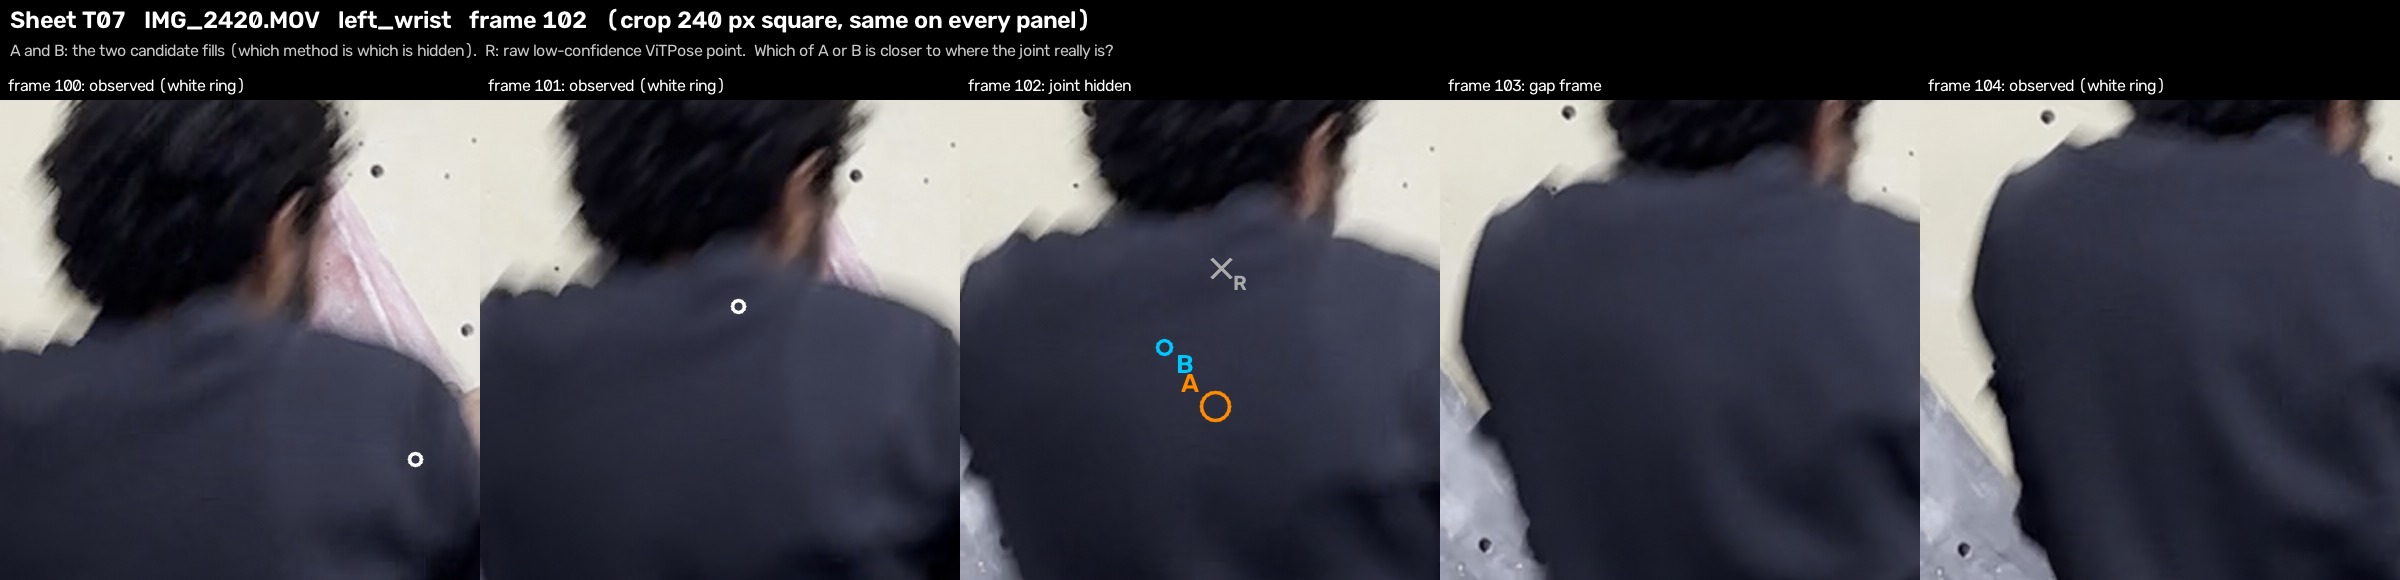 Sheet T07   IMG_2420.MOV   left_wrist   frame 102   (crop 240 px square, same on every panel)
A and B: the two candidate fills (which method is which is hidden).  R: raw low-confidence ViTPose point.  Which of A or B is closer to where the joint really is?
frame 100: observed (white ring)
frame 101: observed (white ring)
frame 102: joint hidden
frame 103: gap frame
frame 104: observed (white ring)
R
B
A